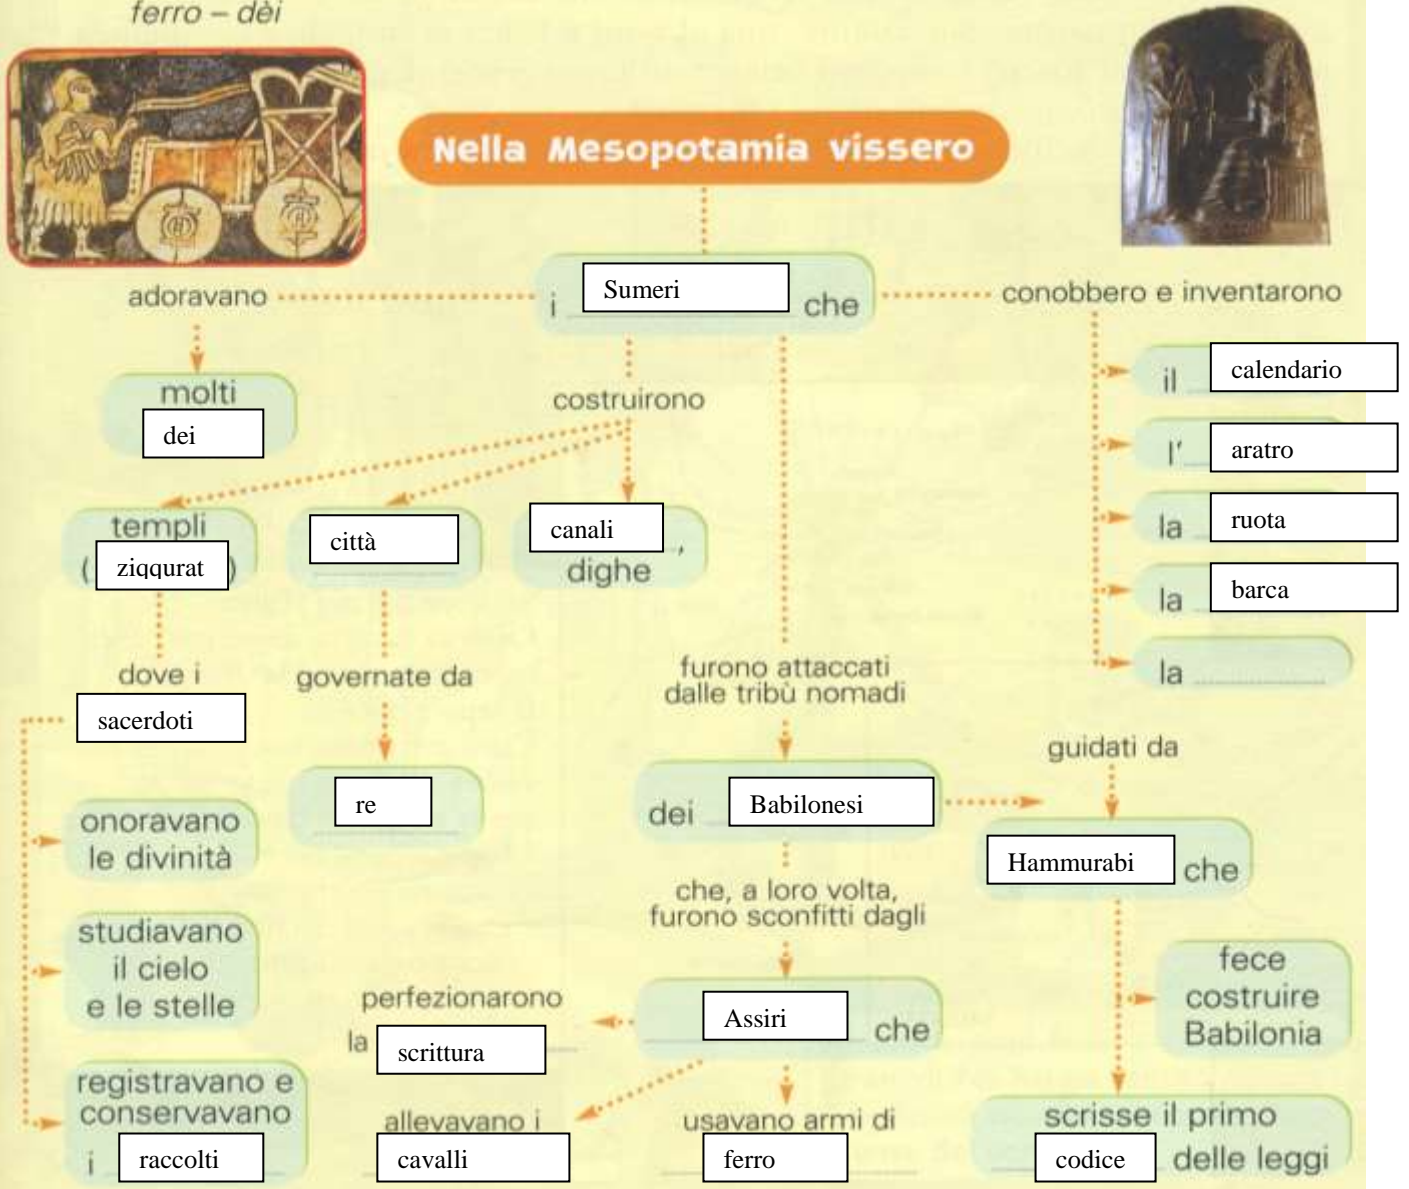 ferro – dèi
Nella Mesopotamia vissero
i Sumeri che
adoravano
molti
dei
costruirono
templi
( ziqqurat )
dove i
sacerdoti
onoravano
le divinità
studiavano
il cielo
e le stelle
registravano e
conservavano
i raccolti
città
governate da
re
canali,
dighe
furono attaccati
dalle tribù nomadi
dei Babilonesi
guidati da
Hammurabi che
fece
costruire
Babilonia
scrisse il primo
codice delle leggi
che, a loro volta,
furono sconfitti dagli
Assiri che
perfezionarono
la scrittura
allevavano i
cavalli
usavano armi di
ferro
conobbero e inventarono
il calendario
l' aratro
la ruota
la barca
la